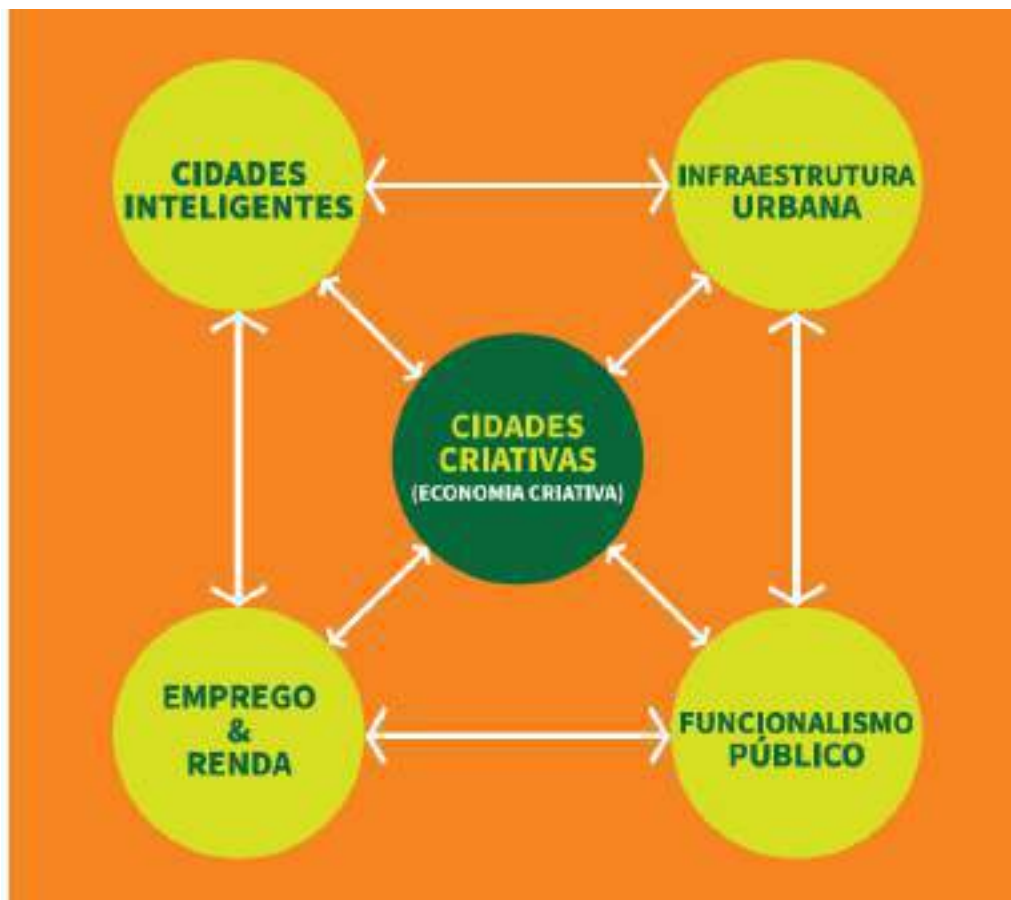 CIDADES
INTELIGENTES
INFRAESTRUTURA
URBANA
CIDADES
CRIATIVAS
(ECONOMIA CRIATIVA)
EMPREGO
&
RENDA
FUNCIONALISMO
PÚBLICO